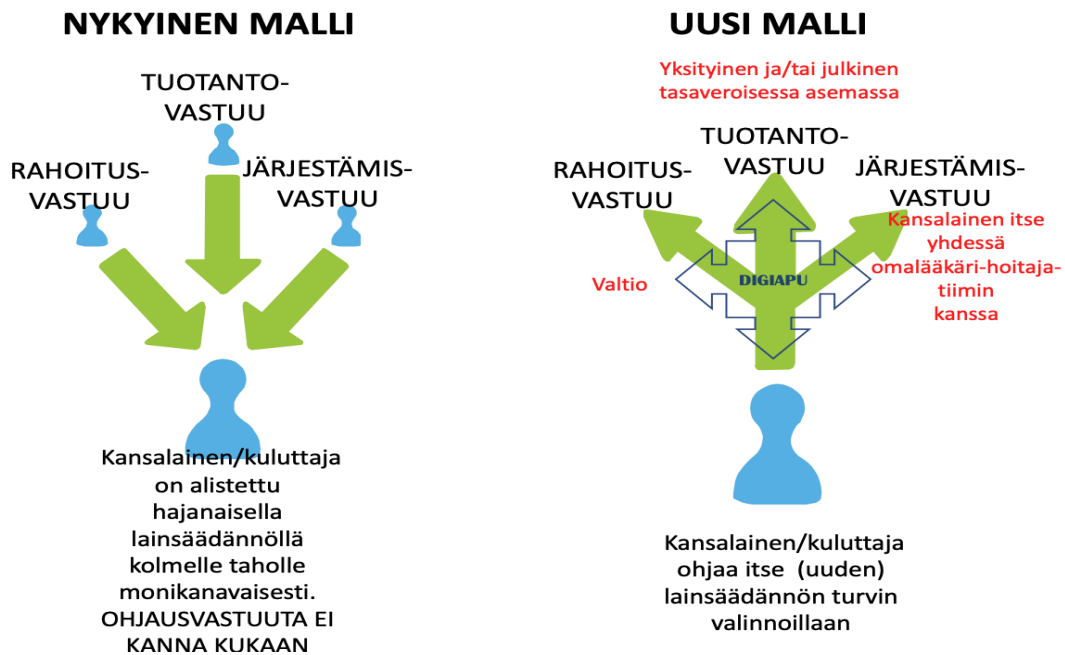 NYKYINEN MALLI
TUOTANTO-
VASTUU
RAHOITUS-
VASTUU
JÄRJESTÄMIS-
VASTUU
Kansalainen/kuluttaja
on alistettu
hajanaisella
lainsäädännöllä
kolmelle taholle
monikanavaisesti.
OHJAUSVASTUUTA EI
KANNA KUKAAN
UUSI MALLI
Yksityinen ja/tai julkinen
tasaveroisessa asemassa
TUOTANTO-
VASTUU
RAHOITUS-
VASTUU
JÄRJESTÄMIS-
VASTUU
Kansalainen itse
yhdessä
omalääkäri-hoitaja-
tiimin
kanssa
Valtio
DIGIAPU
Kansalainen/kuluttaja
ohjaa itse (uuden)
lainsäädännön turvin
valinnoillaan